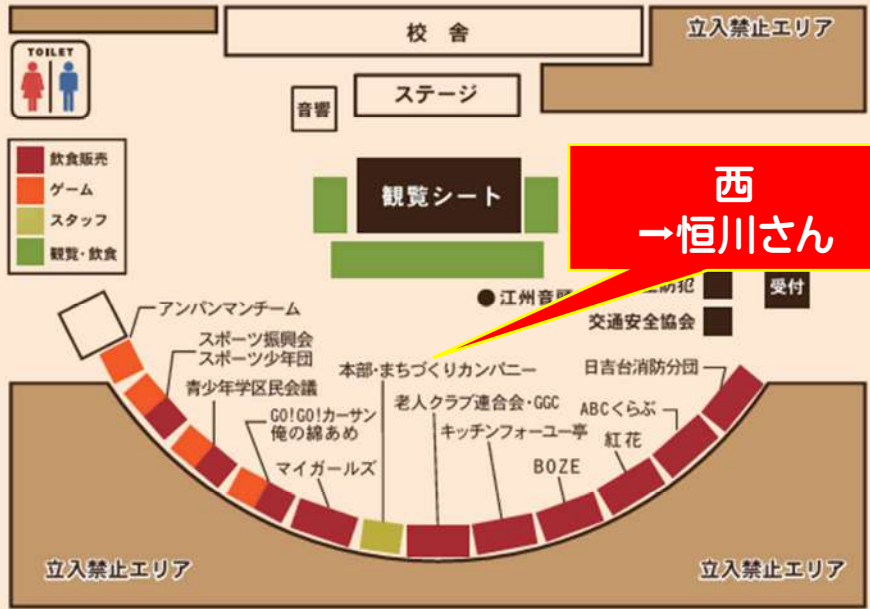 校舎
立入禁止エリア
TOILET
ステージ
音響
飲食販売
ゲーム
スタッフ
観覧・飲食
観覧シート
西
→恒川さん
江州音頭
防犯
受付
交通安全協会
アンパンマンチーム
スポーツ振興会
スポーツ少年団
青少年学区民会議
本部・まちづくりカンパニー
日吉台消防分団
GO!GO!カーサン
俺の綿あめ
老人クラブ連合会・GGC
ABCくらぶ
キッチンフォーユー亭
紅花
マイガールズ
BOZE
立入禁止エリア
立入禁止エリア